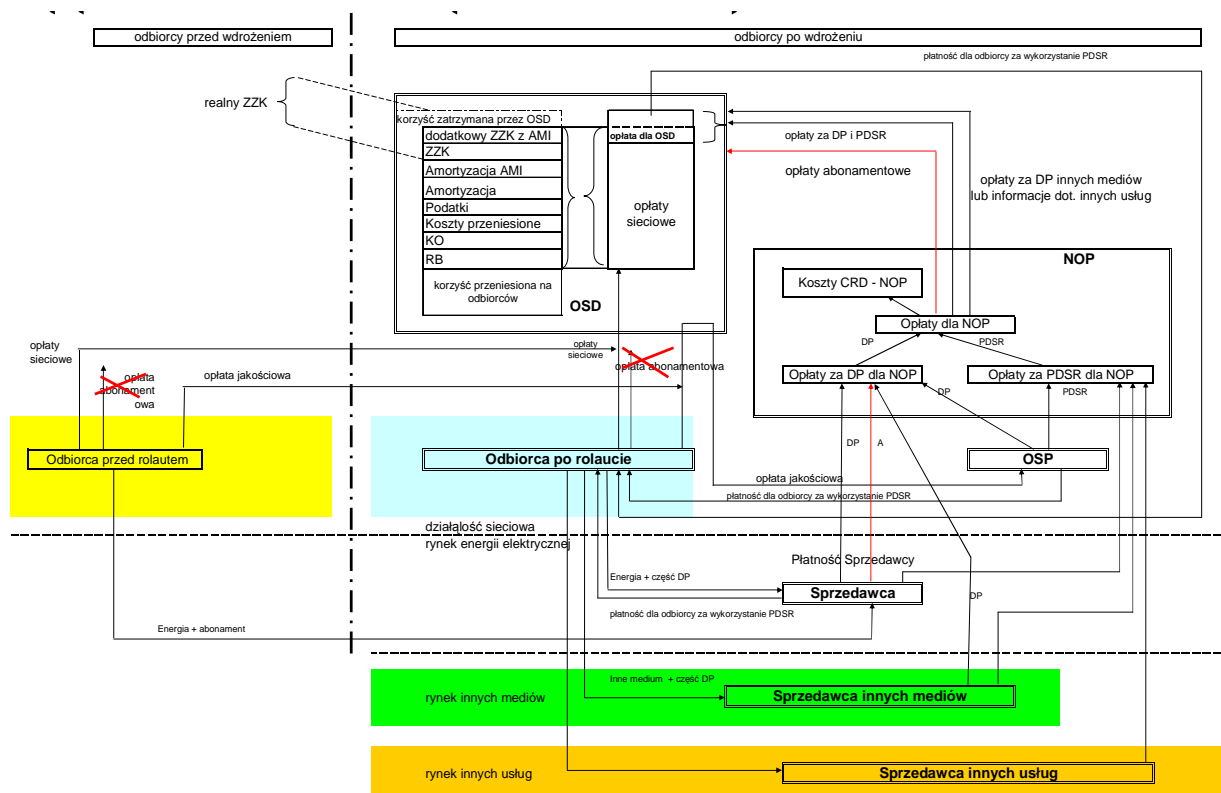 odbiorcy przed wdrożeniem
odbiorcy po wdrożeniu
płatność dla odbiorcy za wykorzystanie PDSR
realny ZZK
korzyść zatrzymana przez OSD
dodatkowy ZZK z AMI
ZZK
Amortyzacja AMI
Amortyzacja
Podatki
Koszty przeniesione
KO
RB
korzyść przeniesiona na
odbiorców
OSD
opłata dla OSD
opłaty
sieciowe
opłaty za DP i PDSR
opłaty abonamentowe
opłaty za DP innych mediów
lub informacje dot. innych usług
NOP
Koszty CRD - NOP
Opłaty dla NOP
DP
PDSR
Opłaty za DP dla NOP
Opłaty za PDSR dla NOP
DP
PDSR
opłaty
sieciowe
opłata
abonament
owa
opłata jakościowa
opłaty
sieciowe
opłata abonamentowa
DP
A
Odbiorca przed rolautem
Odbiorca po rolaucie
OSP
opłata jakościowa
płatność dla odbiorcy za wykorzystanie PDSR
działąlość sieciowa
rynek energii elektrycznej
Płatność Sprzedawcy
Energia + część DP
Sprzedawca
DP
płatność dla odbiorcy za wykorzystanie PDSR
Energia + abonament
Inne medium + część DP
rynek innych mediów
Sprzedawca innych mediów
rynek innych usług
Sprzedawca innych usług